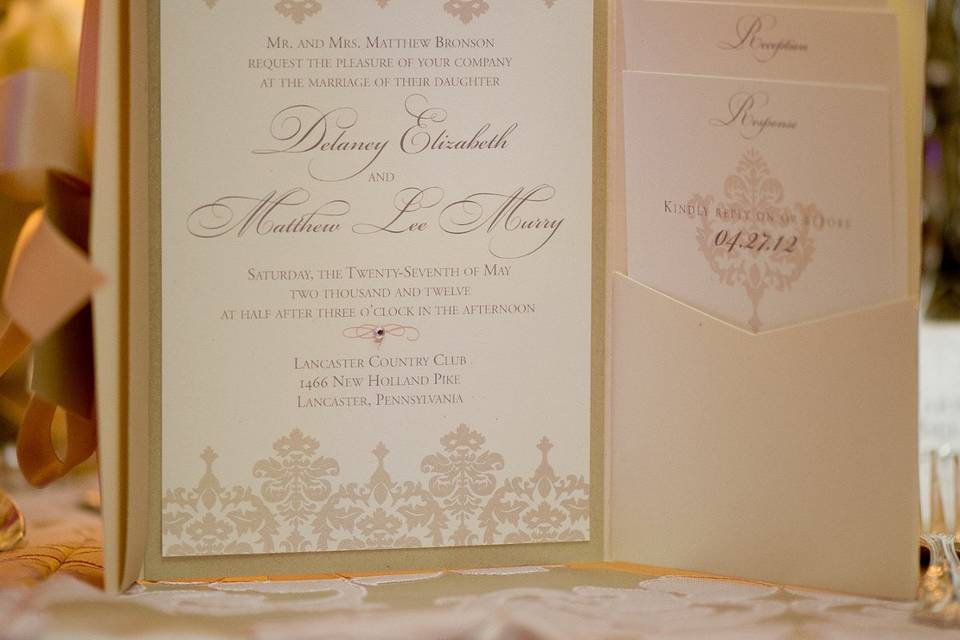 Mr. and Mrs. Matthew Bronson
request the pleasure of your company
at the marriage of their daughter
Delaney Elizabeth
and
Matthew Lee Murry
Saturday, the Twenty-Seventh of May
two thousand and twelve
at half after three o'clock in the afternoon
Lancaster Country Club
1466 New Holland Pike
Lancaster, Pennsylvania
Reception
Response
Kindly reply on or before
04.27.12